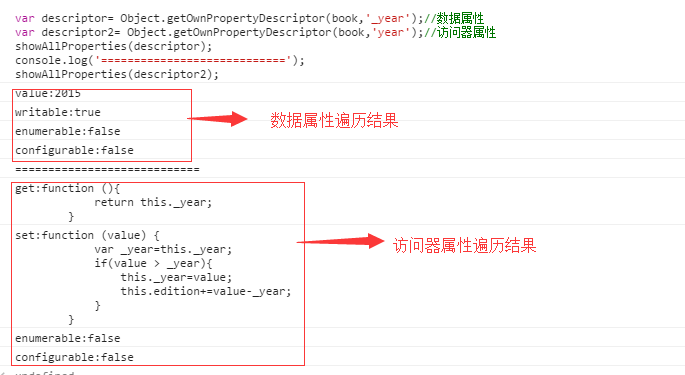 var descriptor= Object.getOwnPropertyDescriptor(book,'_year');//数据属性
var descriptor2= Object.getOwnPropertyDescriptor(book,'year');//访问器属性
showAllProperties(descriptor);
console.log('============================');
showAllProperties(descriptor2);
value:2015
writable:true
数据属性遍历结果
enumerable:false
configurable:false
============================
get:function (){
return this._year;
}
set:function (value) {
var _year=this._year;
访问器属性遍历结果
if(value > _year){
this._year=value;
this.edition+=value-_year;
}
}
enumerable:false
configurable:false